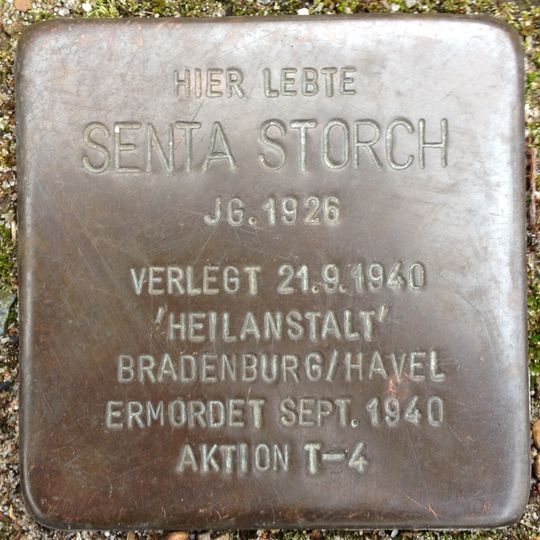 HIER LEBTE
SENTA STORCH
JG. 1926
VERLEGT 21.9.1940
'HEILANSTALT'
BRADENBURG/HAVEL
ERMORDET SEPT. 1940
AKTION T-4